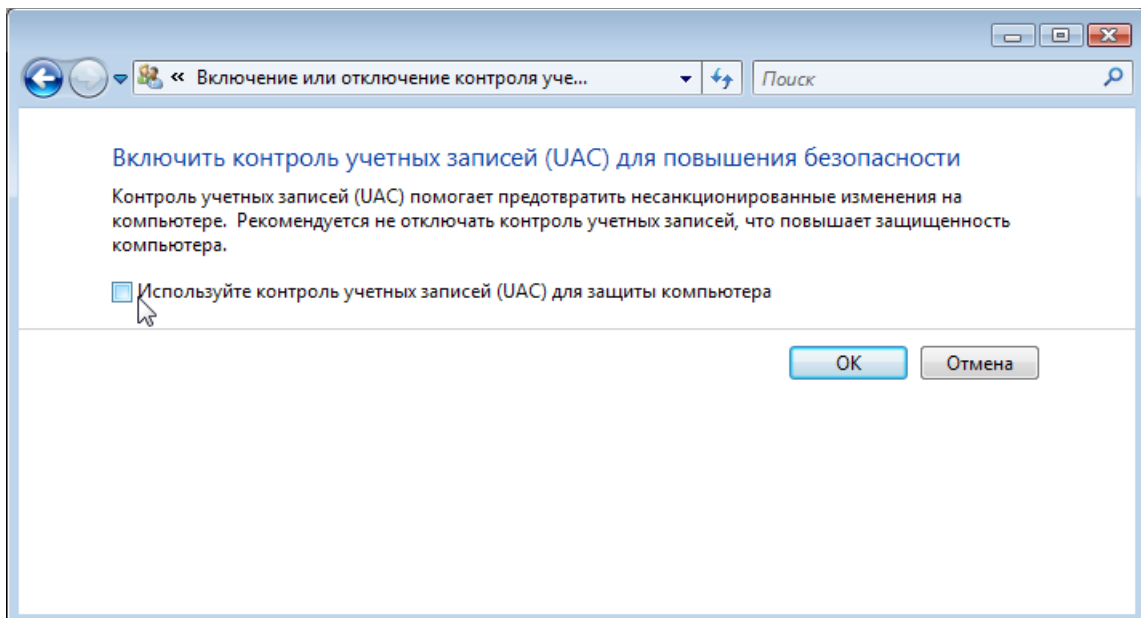 « Включение или отключение контроля уче...
Поиск
Включить контроль учетных записей (UAC) для повышения безопасности
Контроль учетных записей (UAC) помогает предотвратить несанкционированные изменения на
компьютере. Рекомендуется не отключать контроль учетных записей, что повышает защищенность
компьютера.
Используйте контроль учетных записей (UAC) для защиты компьютера
ОК
Отмена